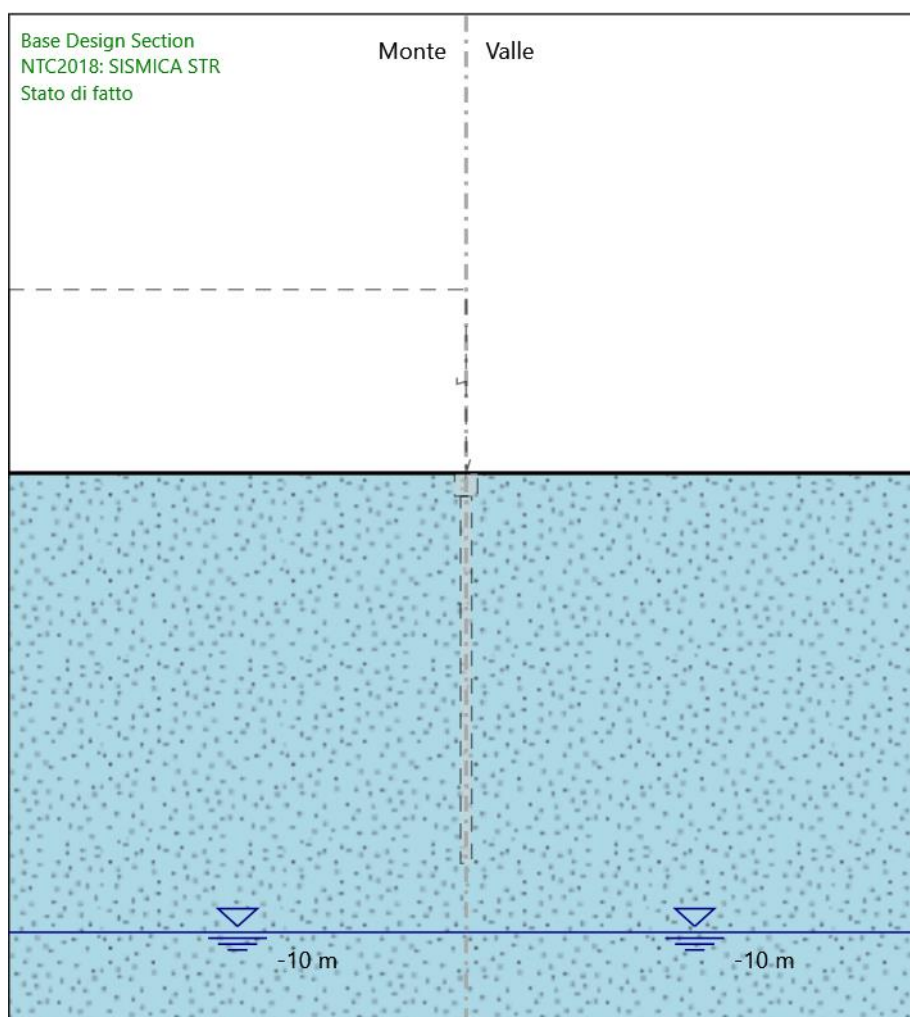 Base Design Section
NTC2018: SISMICA STR
Stato di fatto
Monte
Valle
-10 m
-10 m